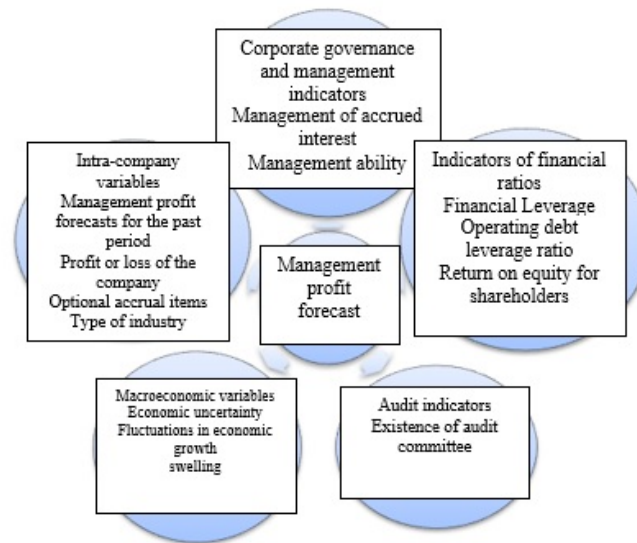 Corporate governance
and management
indicators
Management of accrued
interest
Management ability
Intra-company
variables
Management profit
forecasts for the past
period
Profit or loss of the
company
Optional accrual items
Type of industry
Indicators of financial
ratios
Financial Leverage
Operating debt
leverage ratio
Return on equity for
shareholders
Management
profit
forecast
Macroeconomic variables
Economic uncertainty
Fluctuations in economic
growth
swelling
Audit indicators
Existence of audit
committee